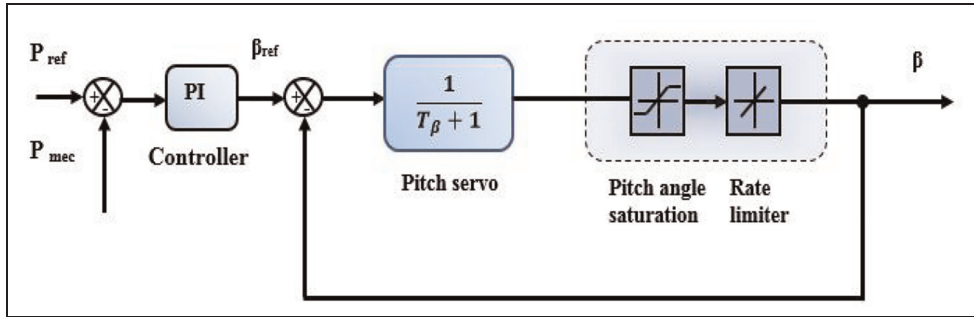 P ref
βref
β
+
-
PI
+
-
1
Tβ + 1
P mec
Controller
Pitch servo
Pitch angle
saturation
Rate
limiter